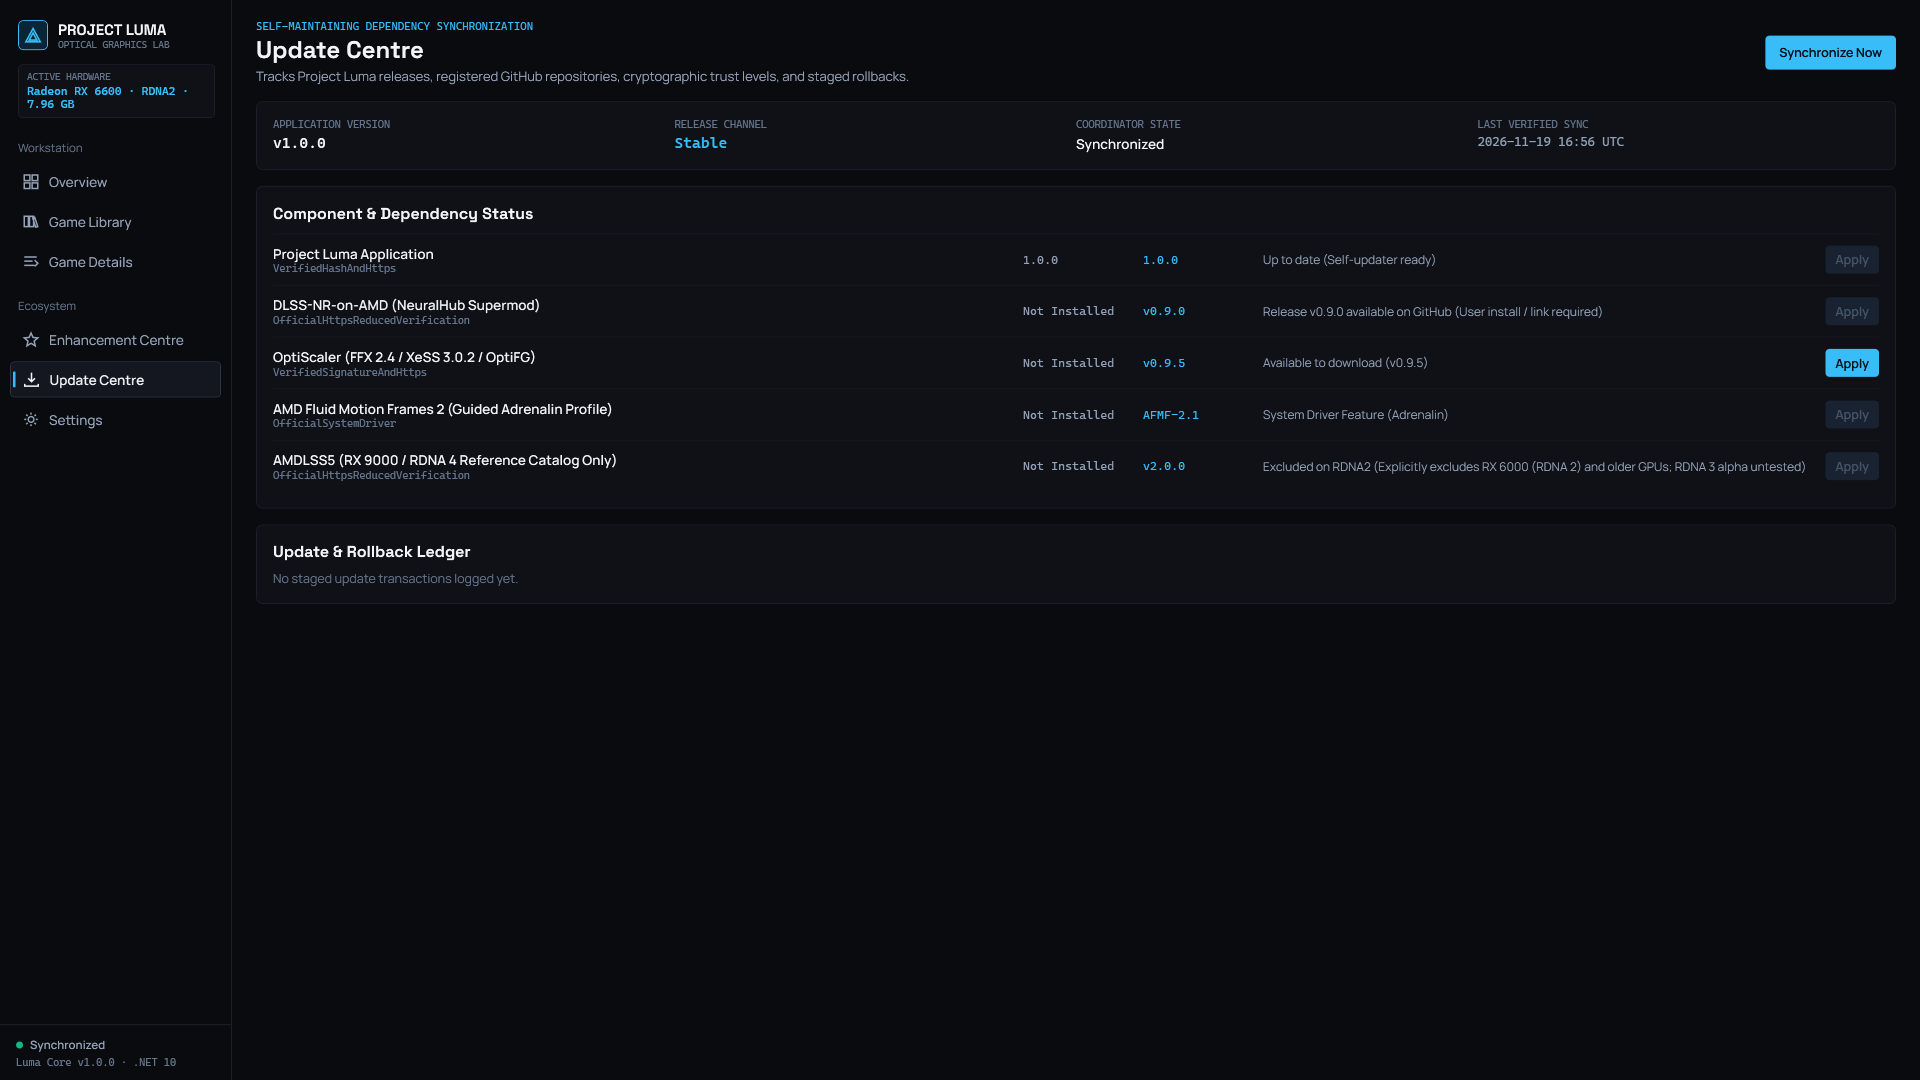 PROJECT LUMA
OPTICAL GRAPHICS LAB
ACTIVE HARDWARE
Radeon RX 6600 · RDNA2 ·
7.96 GB
Workstation
Overview
Game Library
Game Details
Ecosystem
Enhancement Centre
Update Centre
Settings
Synchronized
Luma Core v1.0.0 · .NET 10
SELF-MAINTAINING DEPENDENCY SYNCHRONIZATION
Update Centre
Tracks Project Luma releases, registered GitHub repositories, cryptographic trust levels, and staged rollbacks.
Synchronize Now
APPLICATION VERSION
v1.0.0
RELEASE CHANNEL
Stable
COORDINATOR STATE
Synchronized
LAST VERIFIED SYNC
2026-11-19 16:56 UTC
Component & Dependency Status
Project Luma Application
VerifiedHashAndHttps
1.0.0
1.0.0
Up to date (Self-updater ready)
Apply
DLSS-NR-on-AMD (NeuralHub Supermod)
OfficialHttpsReducedVerification
Not Installed
v0.9.0
Release v0.9.0 available on GitHub (User install / link required)
Apply
OptiScaler (FFX 2.4 / XeSS 3.0.2 / OptiFG)
VerifiedSignatureAndHttps
Not Installed
v0.9.5
Available to download (v0.9.5)
Apply
AMD Fluid Motion Frames 2 (Guided Adrenalin Profile)
OfficialSystemDriver
Not Installed
AFMF-2.1
System Driver Feature (Adrenalin)
Apply
AMDLSS5 (RX 9000 / RDNA 4 Reference Catalog Only)
OfficialHttpsReducedVerification
Not Installed
v2.0.0
Excluded on RDNA2 (Explicitly excludes RX 6000 (RDNA 2) and older GPUs; RDNA 3 alpha untested)
Apply
Update & Rollback Ledger
No staged update transactions logged yet.